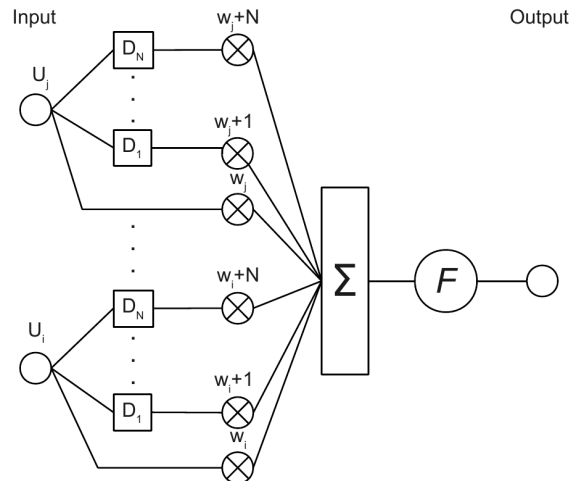 Input
Output
w_j+N
D_N
U_j
w_j+1
D_1
w_j
w_i+N
D_N
Σ
F
U_i
w_i+1
D_1
w_i